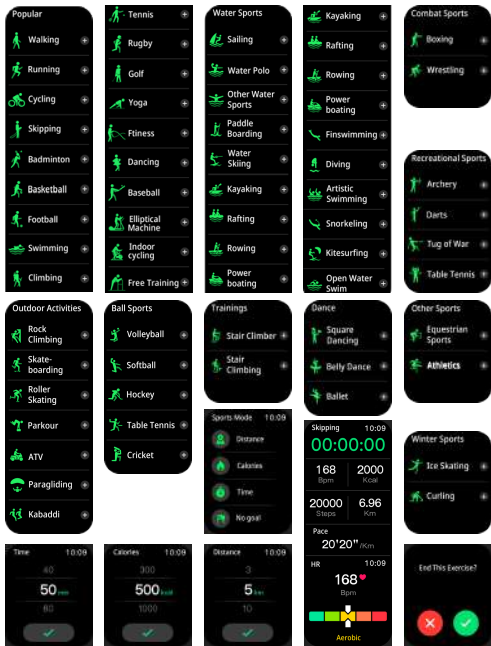 Popular
Walking
Running
Cycling
Skipping
Badminton
Basketball
Football
Swimming
Climbing
Tennis
Rugby
Golf
Yoga
Ftiness
Dancing
Baseball
Elliptical
Machine
Indoor
cycling
Free Training
Water Sports
Sailing
Water Polo
Other Water
Sports
Paddle
Boarding
Water
Skiing
Kayaking
Rafting
Rowing
Power
boating
Kayaking
Rafting
Rowing
Power
boating
Finswimming
Diving
Artistic
Swimming
Snorkeling
Kitesurfing
Open Water
Swim
Combat Sports
Boxing
Wrestling
Recreational Sports
Archery
Darts
Tug of War
Table Tennis
Outdoor Activities
Rock
Climbing
Skate-
boarding
Roller
Skating
Parkour
ATV
Paragliding
Kabaddi
Ball Sports
Volleyball
Softball
Hockey
Table Tennis
Cricket
Trainings
Stair Climber
Stair
Climbing
Sports Mode 10:09
Distance
Calories
Time
No goal
Dance
Square
Dancing
Belly Dance
Ballet
Skipping 10:09
00:00:00
168 2000
Bpm Kcal
20000 6.96
Steps Km
Pace
20'20" /Km
HR 10:09
168
Bpm
Aerobic
Other Sports
Equestrian
Sports
Athletics
Winter Sports
Ice Skating
Curling
Time 10:09
40
50 min
60
Calories 10:09
300
500 kcal
1000
Distance 10:09
3
5 km
10
End This Exercise?